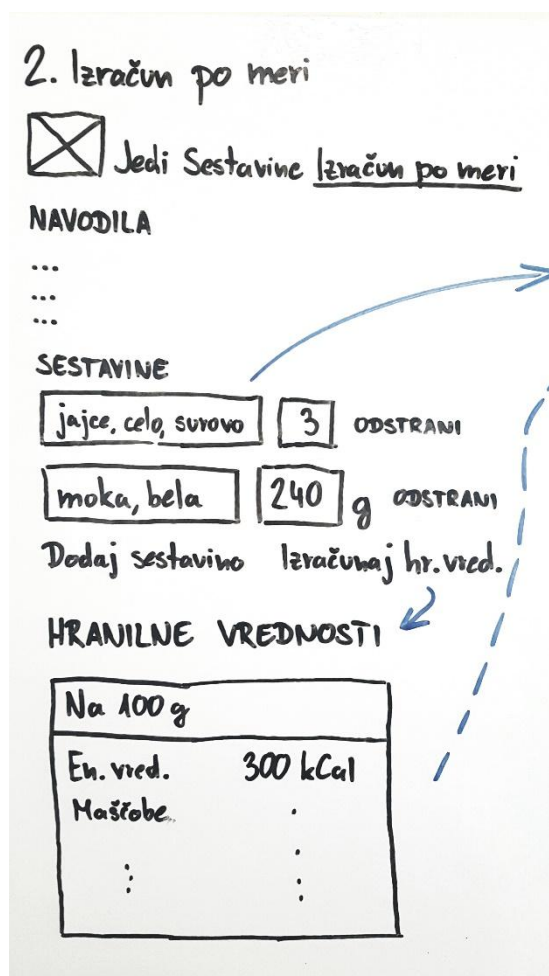 2. Izračun po meri
Jedi Sestavine Izračun po meri
NAVODILA
...
...
...
SESTAVINE
jajce, celo, surovo 3 ODSTRANI
moka, bela 240 g ODSTRANI
Dodaj sestavino Izračunaj hr. vred.
HRANILNE VREDNOSTI
Na 100 g
En. vred. 300 kCal
Maščobe